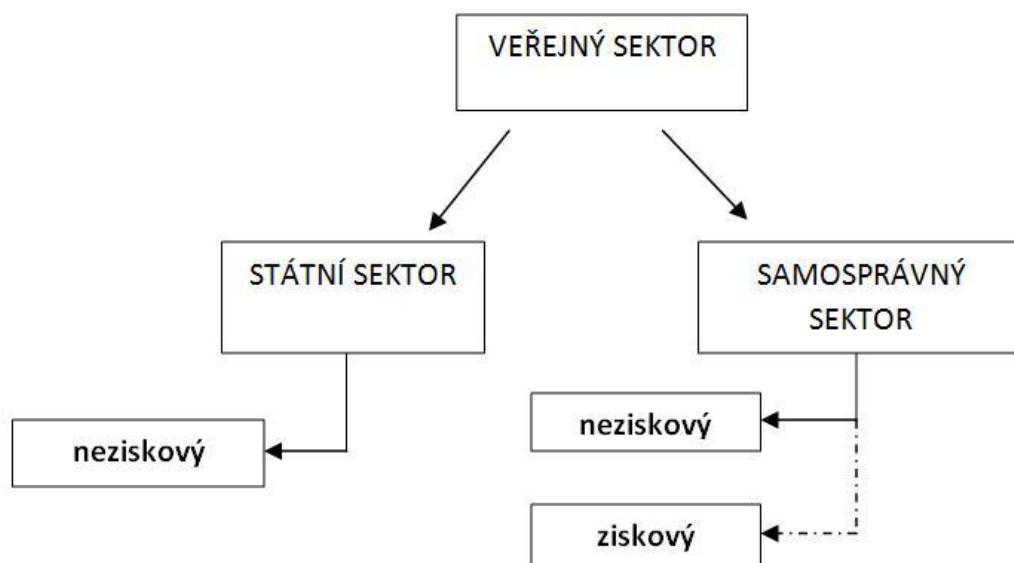 VEŘEJNÝ SEKTOR
STÁTNÍ SEKTOR
SAMOSPRÁVNÝ
SEKTOR
neziskový
neziskový
ziskový